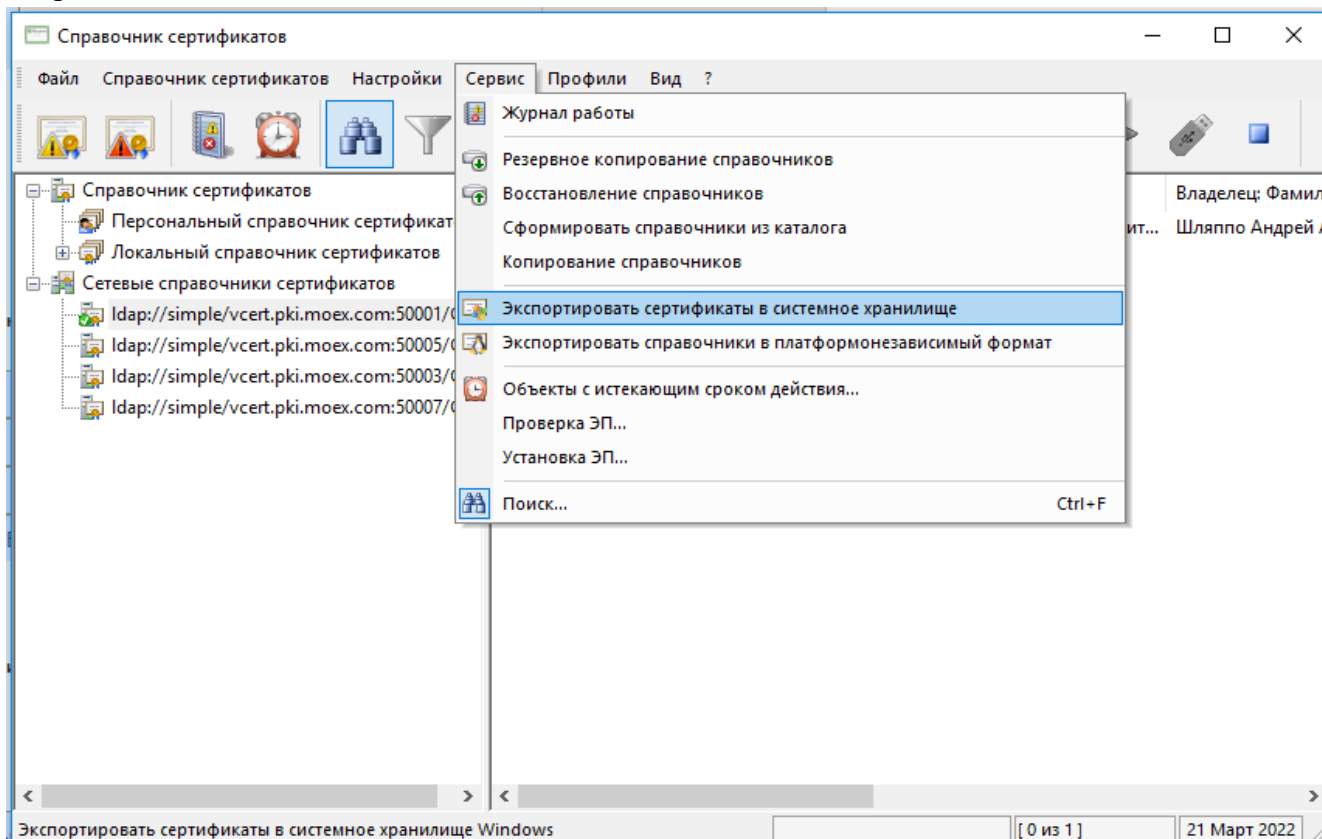 Справочник сертификатов
Файл Справочник сертификатов Настройки Сервис Профили Вид ?
Журнал работы
Резервное копирование справочников
Восстановление справочников
Сформировать справочники из каталога
Копирование справочников
Экспортировать сертификаты в системное хранилище
Экспортировать справочники в платформонезависимый формат
Объекты с истекающим сроком действия...
Проверка ЭП...
Установка ЭП...
Поиск... Ctrl+F
Справочник сертификатов
Персональный справочник сертификат
Локальный справочник сертификатов
Сетевые справочники сертификатов
ldap://simple/vcert.pki.moex.com:50001/
ldap://simple/vcert.pki.moex.com:50005/
ldap://simple/vcert.pki.moex.com:50003/
ldap://simple/vcert.pki.moex.com:50007/
Владелец: Фамил
ит... Шляппо Андрей
Экспортировать сертификаты в системное хранилище Windows [ 0 из 1 ] 21 Март 2022